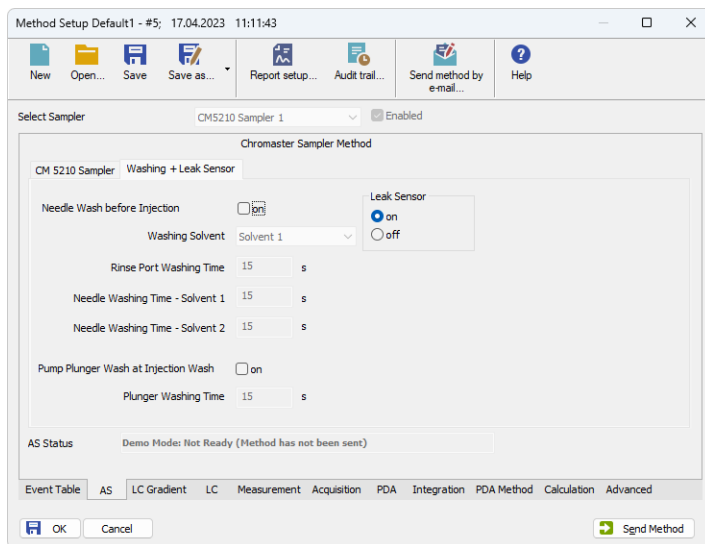 Method Setup Default1 - #5; 17.04.2023 11:11:43
New Open... Save Save as... Report setup... Audit trail... Send method by e-mail... Help
Select Sampler CM5210 Sampler 1 Enabled
Chromaster Sampler Method
CM 5210 Sampler Washing + Leak Sensor
Leak Sensor
Needle Wash before Injection on on
Washing Solvent Solvent 1 off
Rinse Port Washing Time 15 s
Needle Washing Time - Solvent 1 15 s
Needle Washing Time - Solvent 2 15 s
Pump Plunger Wash at Injection Wash on
Plunger Washing Time 15 s
AS Status Demo Mode: Not Ready (Method has not been sent)
Event Table AS LC Gradient LC Measurement Acquisition PDA Integration PDA Method Calculation Advanced
OK Cancel Send Method